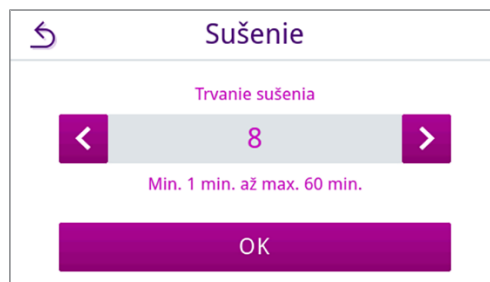 Sušenie
Trvanie sušenia
8
Min. 1 min. až max. 60 min.
OK